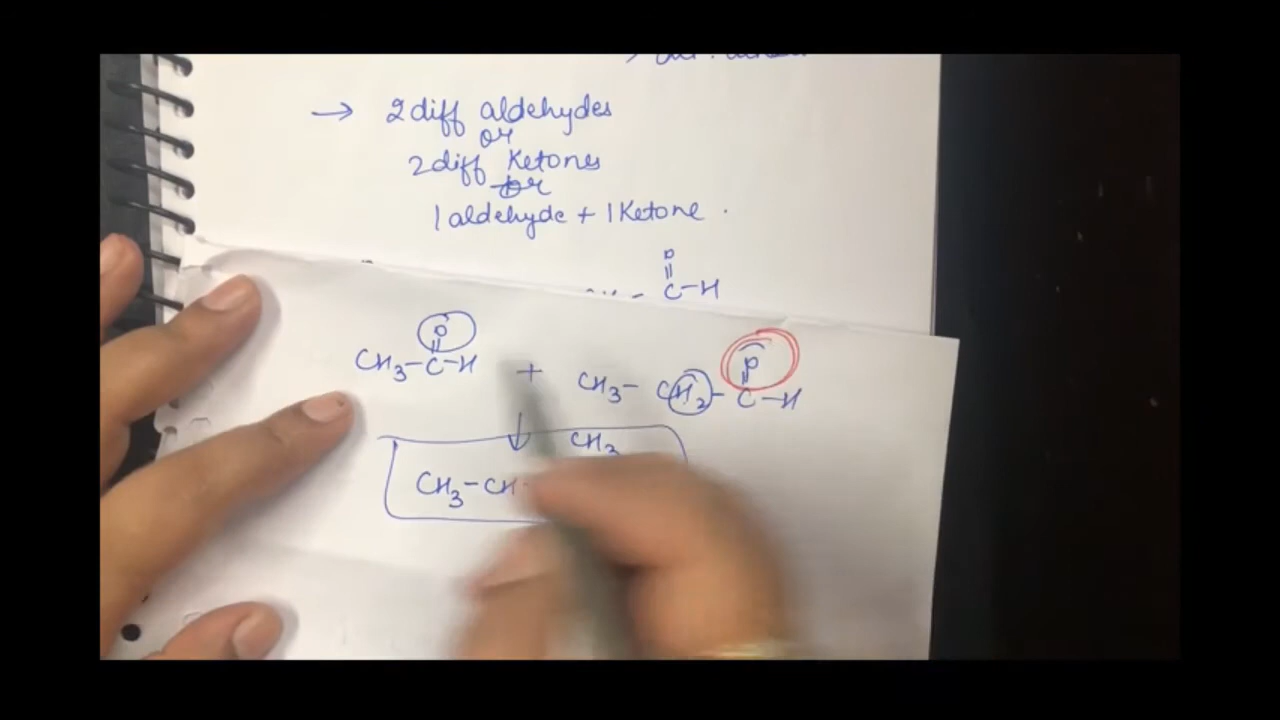 → 2 diff aldehydes
or
2 diff Ketones
or
1 aldehyde + 1 Ketone .
O
||
C-H
O
||
CH3-C-H + CH3- CH2- C-H
O
||
↓
CH3
CH3-CH-